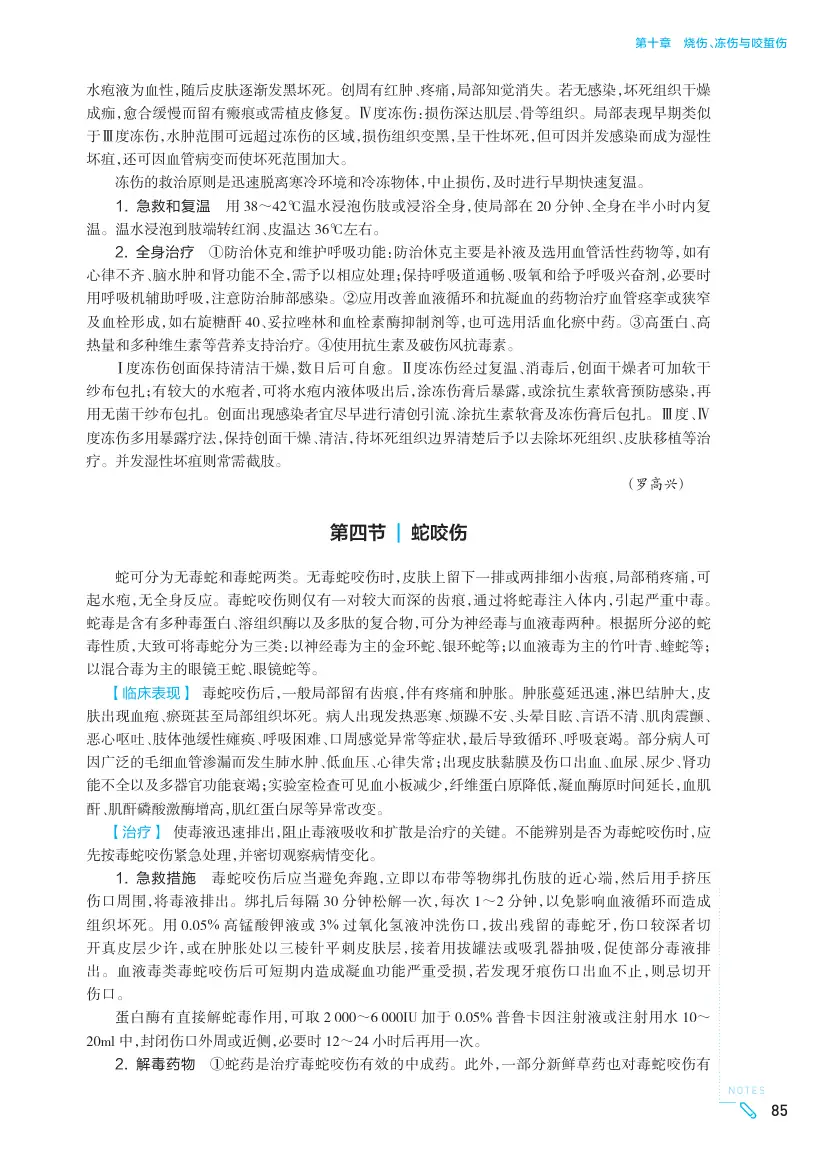 第十章　烧伤、冻伤与咬蜇伤
水疱液为血性,随后皮肤逐渐发黑坏死。创周有红肿、疼痛,局部知觉消失。若无感染,坏死组织干燥
成痂,愈合缓慢而留有瘢痕或需植皮修复。Ⅳ度冻伤:损伤深达肌层、骨等组织。局部表现早期类似
于Ⅲ度冻伤,水肿范围可远超过冻伤的区域,损伤组织变黑,呈干性坏死,但可因并发感染而成为湿性
坏疽,还可因血管病变而使坏死范围加大。
冻伤的救治原则是迅速脱离寒冷环境和冷冻物体,中止损伤,及时进行早期快速复温。
1. 急救和复温　用 38～42℃温水浸泡伤肢或浸浴全身,使局部在 20 分钟、全身在半小时内复
温。温水浸泡到肢端转红润、皮温达 36℃左右。
2. 全身治疗　①防治休克和维护呼吸功能:防治休克主要是补液及选用血管活性药物等,如有
心律不齐、脑水肿和肾功能不全,需予以相应处理;保持呼吸道通畅、吸氧和给予呼吸兴奋剂,必要时
用呼吸机辅助呼吸,注意防治肺部感染。②应用改善血液循环和抗凝血的药物治疗血管痉挛或狭窄
及血栓形成,如右旋糖酐 40、妥拉唑林和血栓素酶抑制剂等,也可选用活血化瘀中药。③高蛋白、高
热量和多种维生素等营养支持治疗。④使用抗生素及破伤风抗毒素。
Ⅰ度冻伤创面保持清洁干燥,数日后可自愈。Ⅱ度冻伤经过复温、消毒后,创面干燥者可加软干
纱布包扎;有较大的水疱者,可将水疱内液体吸出后,涂冻伤膏后暴露,或涂抗生素软膏预防感染,再
用无菌干纱布包扎。创面出现感染者宜尽早进行清创引流、涂抗生素软膏及冻伤膏后包扎。Ⅲ度、Ⅳ
度冻伤多用暴露疗法,保持创面干燥、清洁,待坏死组织边界清楚后予以去除坏死组织、皮肤移植等治
疗。并发湿性坏疽则常需截肢。
（罗高兴）
第四节 | 蛇咬伤
蛇可分为无毒蛇和毒蛇两类。无毒蛇咬伤时,皮肤上留下一排或两排细小齿痕,局部稍疼痛,可
起水疱,无全身反应。毒蛇咬伤则仅有一对较大而深的齿痕,通过将蛇毒注入体内,引起严重中毒。
蛇毒是含有多种毒蛋白、溶组织酶以及多肽的复合物,可分为神经毒与血液毒两种。根据所分泌的蛇
毒性质,大致可将毒蛇分为三类:以神经毒为主的金环蛇、银环蛇等;以血液毒为主的竹叶青、蝰蛇等;
以混合毒为主的眼镜王蛇、眼镜蛇等。
【临床表现】 毒蛇咬伤后,一般局部留有齿痕,伴有疼痛和肿胀。肿胀蔓延迅速,淋巴结肿大,皮
肤出现血疱、瘀斑甚至局部组织坏死。病人出现发热恶寒、烦躁不安、头晕目眩、言语不清、肌肉震颤、
恶心呕吐、肢体弛缓性瘫痪、呼吸困难、口周感觉异常等症状,最后导致循环、呼吸衰竭。部分病人可
因广泛的毛细血管渗漏而发生肺水肿、低血压、心律失常;出现皮肤黏膜及伤口出血、血尿、尿少、肾功
能不全以及多器官功能衰竭;实验室检查可见血小板减少,纤维蛋白原降低,凝血酶原时间延长,血肌
酐、肌酐磷酸激酶增高,肌红蛋白尿等异常改变。
【治疗】 使毒液迅速排出,阻止毒液吸收和扩散是治疗的关键。不能辨别是否为毒蛇咬伤时,应
先按毒蛇咬伤紧急处理,并密切观察病情变化。
1. 急救措施　毒蛇咬伤后应当避免奔跑,立即以布带等物绑扎伤肢的近心端,然后用手挤压
伤口周围,将毒液排出。绑扎后每隔 30 分钟松解一次,每次 1～2 分钟,以免影响血液循环而造成
组织坏死。用 0.05% 高锰酸钾液或 3% 过氧化氢液冲洗伤口,拔出残留的毒蛇牙,伤口较深者切
开真皮层少许,或在肿胀处以三棱针平刺皮肤层,接着用拔罐法或吸乳器抽吸,促使部分毒液排
出。血液毒类毒蛇咬伤后可短期内造成凝血功能严重受损,若发现牙痕伤口出血不止,则忌切开
伤口。
蛋白酶有直接解蛇毒作用,可取 2 000～6 000IU 加于 0.05% 普鲁卡因注射液或注射用水 10～
20ml 中,封闭伤口外周或近侧,必要时 12～24 小时后再用一次。
2. 解毒药物　①蛇药是治疗毒蛇咬伤有效的中成药。此外,一部分新鲜草药也对毒蛇咬伤有
NOTES
85